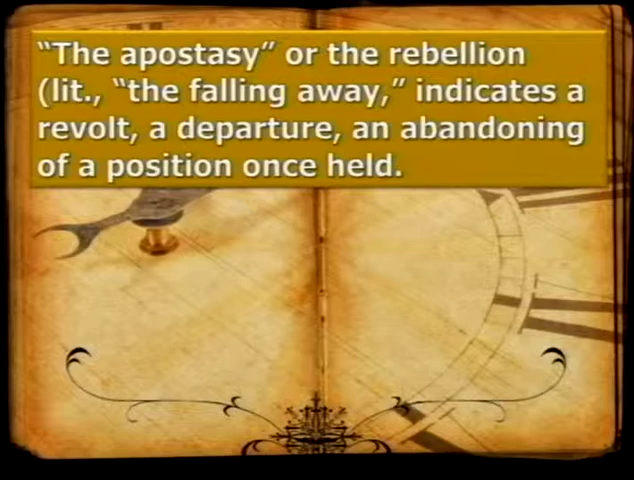 “The apostasy” or the rebellion
(lit., “the falling away,” indicates a
revolt, a departure, an abandoning
of a position once held.